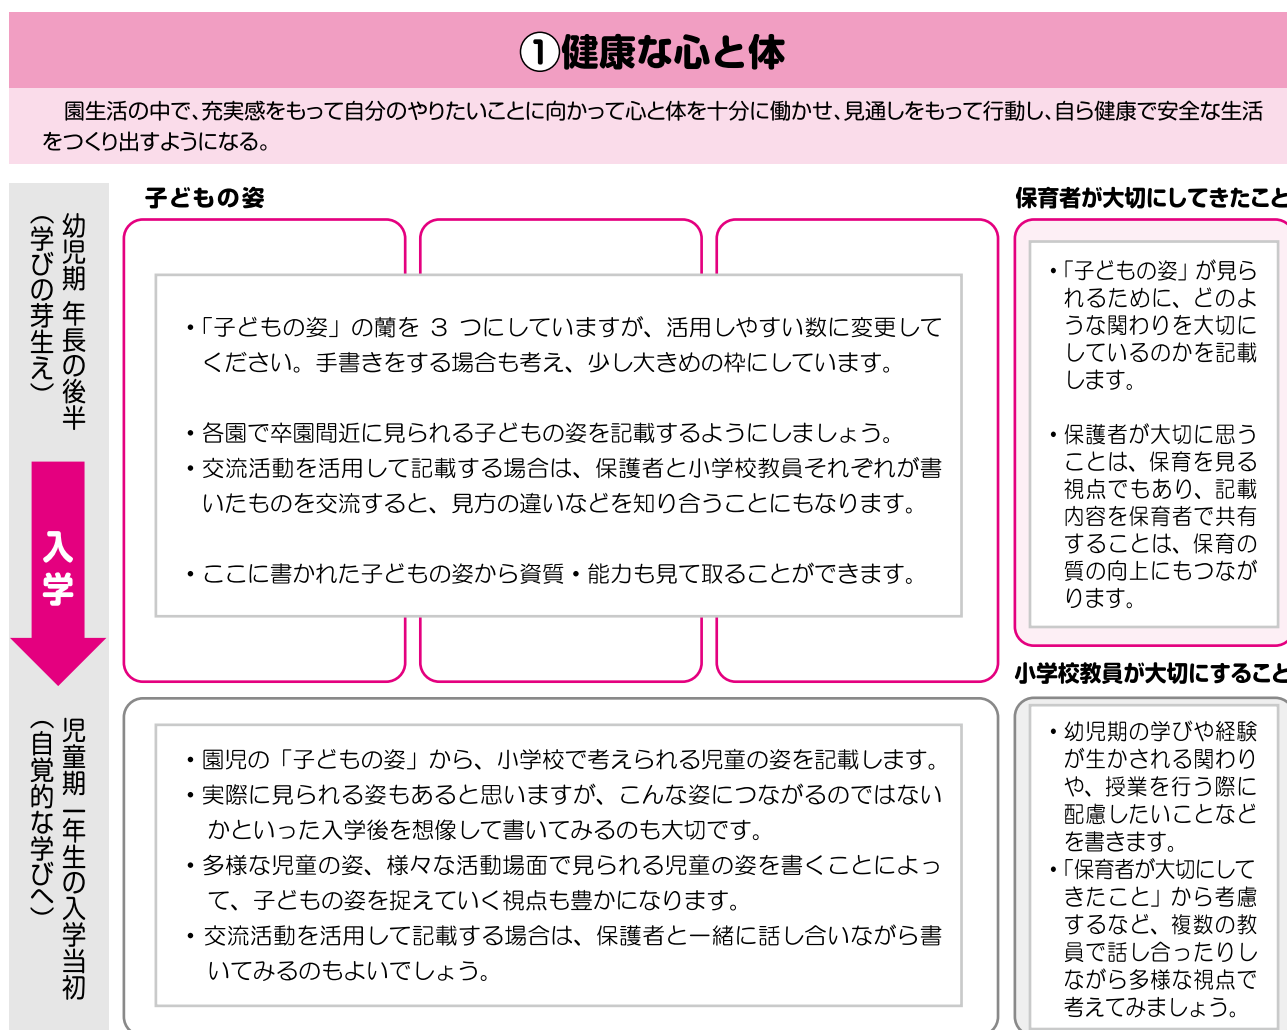 ①健康な心と体
園生活の中で、充実感をもって自分のやりたいことに向かって心と体を十分に働かせ、見通しをもって行動し、自ら健康で安全な生活
をつくり出すようになる。
幼児期 年長の後半
（学びの芽生え）
子どもの姿
・「子どもの姿」の蘭を 3 つにしていますが、活用しやすい数に変更して
ください。手書きをする場合も考え、少し大きめの枠にしています。
・各園で卒園間近に見られる子どもの姿を記載するようにしましょう。
・交流活動を活用して記載する場合は、保護者と小学校教員それぞれが書
いたものを交流すると、見方の違いなどを知り合うことにもなります。
・ここに書かれた子どもの姿から資質・能力も見て取ることができます。
保育者が大切にしてきたこと
・「子どもの姿」が見ら
れるために、どのよ
うな関わりを大切に
しているのかを記載
します。
・保護者が大切に思う
ことは、保育を見る
視点でもあり、記載
内容を保育者で共有
することは、保育の
質の向上にもつなが
ります。
入学
児童期 一年生の入学当初
（自覚的な学びへ）
・園児の「子どもの姿」から、小学校で考えられる児童の姿を記載します。
・実際に見られる姿もあると思いますが、こんな姿につながるのではない
かといった入学後を想像して書いてみるのも大切です。
・多様な児童の姿、様々な活動場面で見られる児童の姿を書くことによっ
て、子どもの姿を捉えていく視点も豊かになります。
・交流活動を活用して記載する場合は、保護者と一緒に話し合いながら書
いてみるのもよいでしょう。
小学校教員が大切にすること
・幼児期の学びや経験
が生かされる関わり
や、授業を行う際に
配慮したいことなど
を書きます。
・「保育者が大切にして
きたこと」から考慮
するなど、複数の教
員で話し合ったりし
ながら多様な視点で
考えてみましょう。